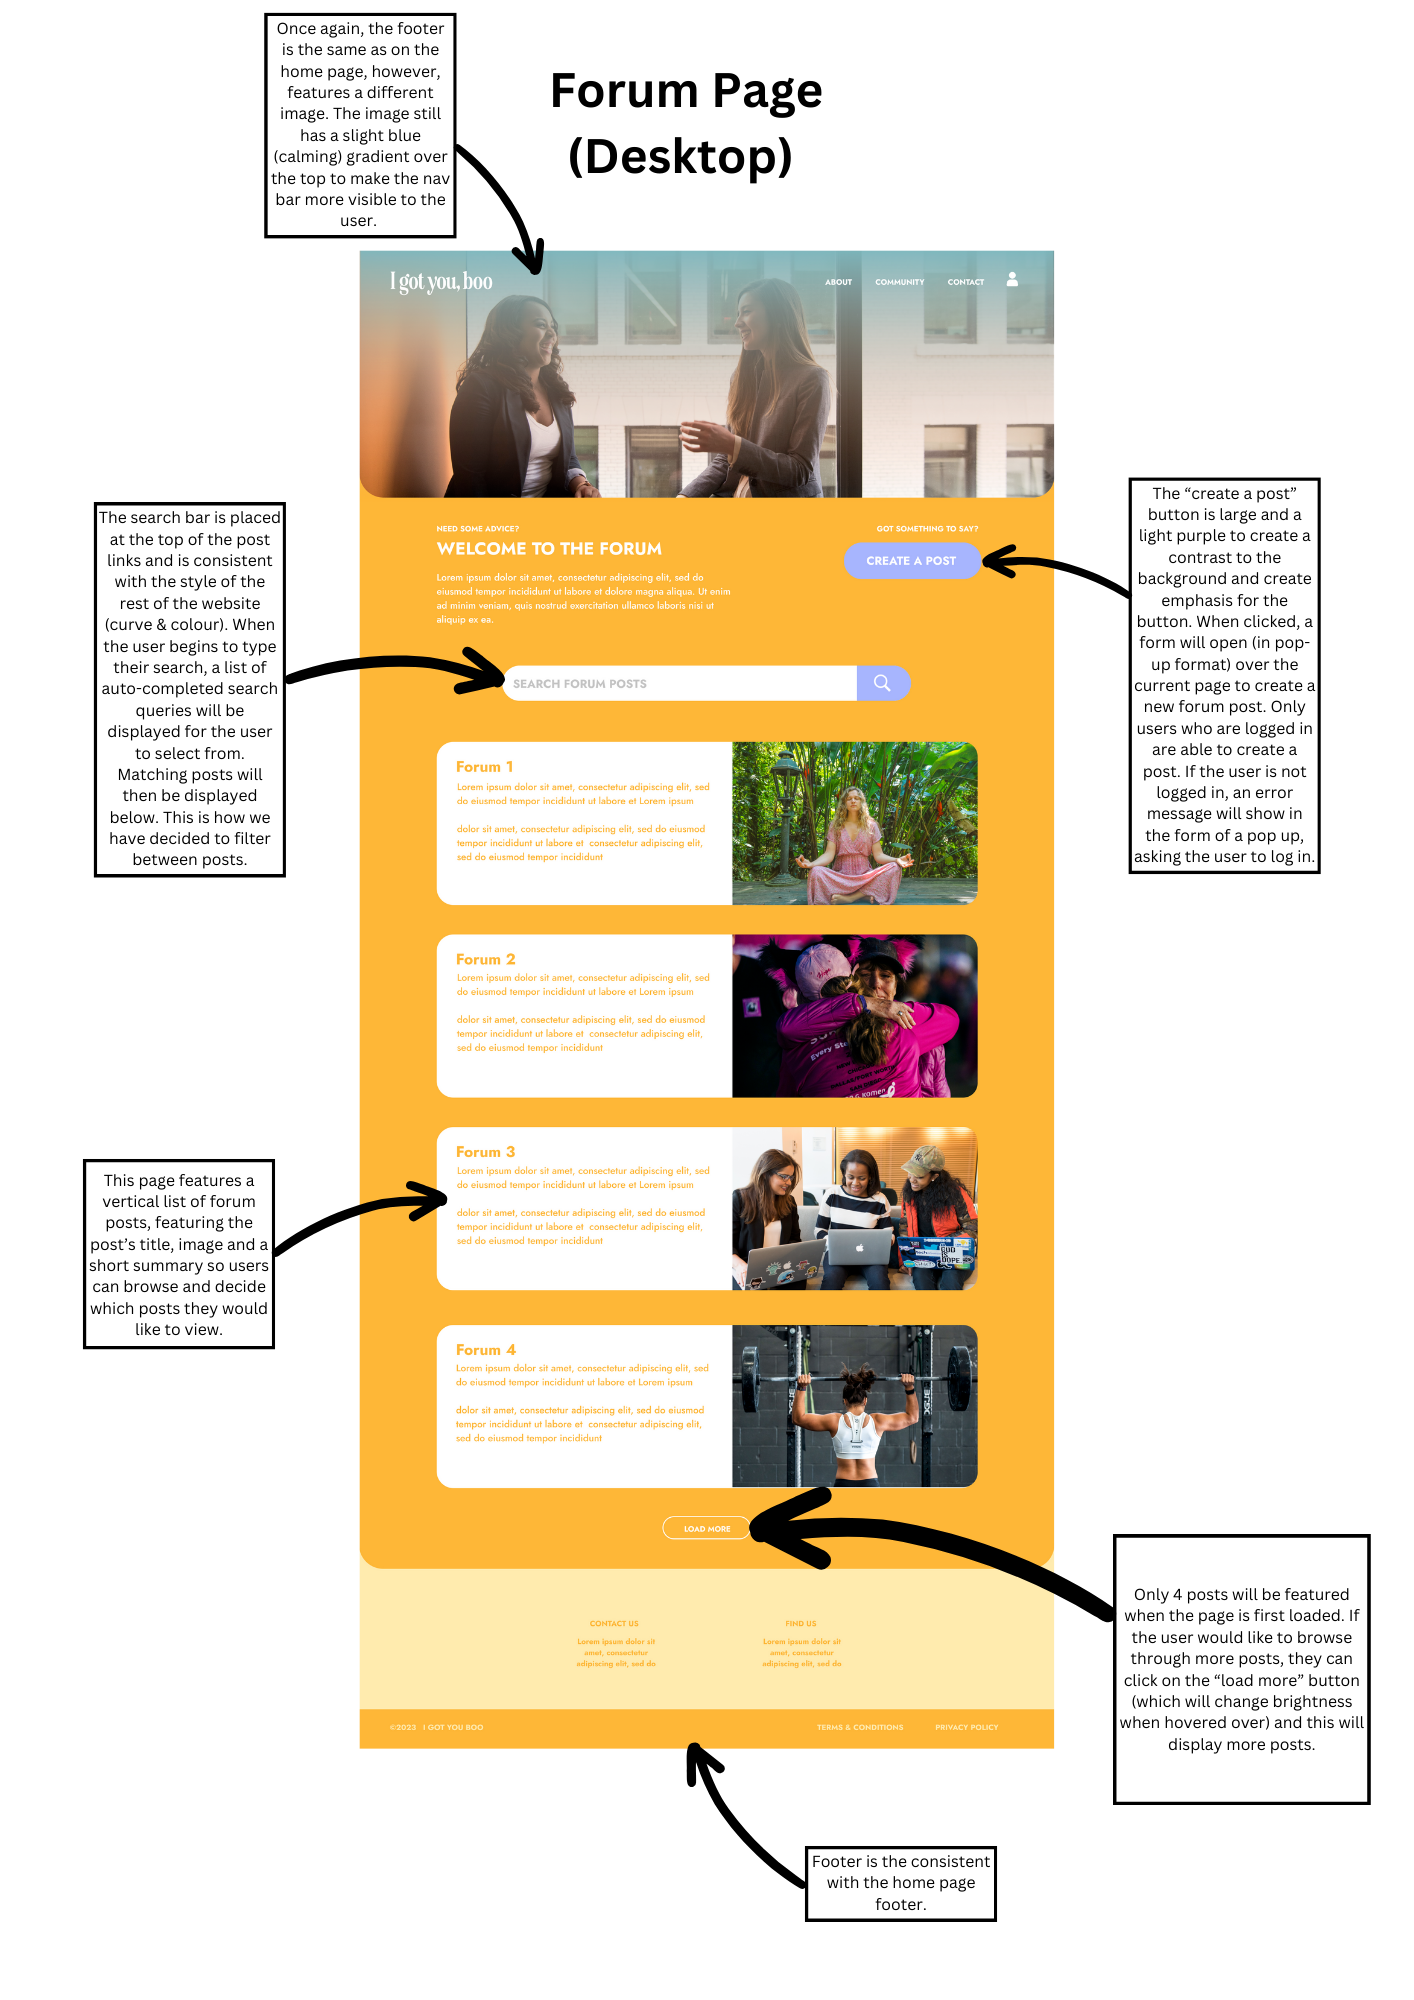 Once again, the footer
is the same as on the
home page, however,
features a different
image. The image still
has a slight blue
(calming) gradient over
the top to make the nav
bar more visible to the
user.
Forum Page
(Desktop)
I got you, boo
ABOUT
COMMUNITY
CONTACT
NEED SOME ADVICE?
WELCOME TO THE FORUM
Lorem ipsum dolor sit amet, consectetur adipiscing elit, sed do
eiusmod tempor incididunt ut labore et dolore magna aliqua. Ut enim
ad minim veniam, quis nostrud exercitation ullamco laboris nisi ut
aliquip ex ea.
GOT SOMETHING TO SAY?
CREATE A POST
The “create a post”
button is large and a
light purple to create a
contrast to the
background and create
emphasis for the
button. When clicked, a
form will open (in pop-
up format) over the
current page to create a
new forum post. Only
users who are logged in
are able to create a
post. If the user is not
logged in, an error
message will show in
the form of a pop up,
asking the user to log in.
The search bar is placed
at the top of the post
links and is consistent
with the style of the
rest of the website
(curve & colour). When
the user begins to type
their search, a list of
auto-completed search
queries will be
displayed for the user
to select from.
Matching posts will
then be displayed
below. This is how we
have decided to filter
between posts.
SEARCH FORUM POSTS
Forum 1
Lorem ipsum dolor sit amet, consectetur adipiscing elit, sed
do eiusmod tempor incididunt ut labore et Lorem ipsum
dolor sit amet, consectetur adipiscing elit, sed do eiusmod
tempor incididunt ut labore et  consectetur adipiscing elit,
sed do eiusmod tempor incididunt
Forum 2
Lorem ipsum dolor sit amet, consectetur adipiscing elit, sed
do eiusmod tempor incididunt ut labore et Lorem ipsum
dolor sit amet, consectetur adipiscing elit, sed do eiusmod
tempor incididunt ut labore et  consectetur adipiscing elit,
sed do eiusmod tempor incididunt
Every
Komen
This page features a
vertical list of forum
posts, featuring the
post’s title, image and a
short summary so users
can browse and decide
which posts they would
like to view.
Forum 3
Lorem ipsum dolor sit amet, consectetur adipiscing elit, sed
do eiusmod tempor incididunt ut labore et Lorem ipsum
dolor sit amet, consectetur adipiscing elit, sed do eiusmod
tempor incididunt ut labore et  consectetur adipiscing elit,
sed do eiusmod tempor incididunt
GOD
IS
DOPE
Forum 4
Lorem ipsum dolor sit amet, consectetur adipiscing elit, sed
do eiusmod tempor incididunt ut labore et Lorem ipsum
dolor sit amet, consectetur adipiscing elit, sed do eiusmod
tempor incididunt ut labore et  consectetur adipiscing elit,
sed do eiusmod tempor incididunt
LOAD MORE
Only 4 posts will be featured
when the page is first loaded. If
the user would like to browse
through more posts, they can
click on the “load more” button
(which will change brightness
when hovered over) and this will
display more posts.
CONTACT US
Lorem ipsum dolor sit
amet, consectetur
adipiscing elit, sed do
FIND US
Lorem ipsum dolor sit
amet, consectetur
adipiscing elit, sed do
©2023   I GOT YOU BOO
TERMS & CONDITIONS
PRIVACY POLICY
Footer is the consistent
with the home page
footer.